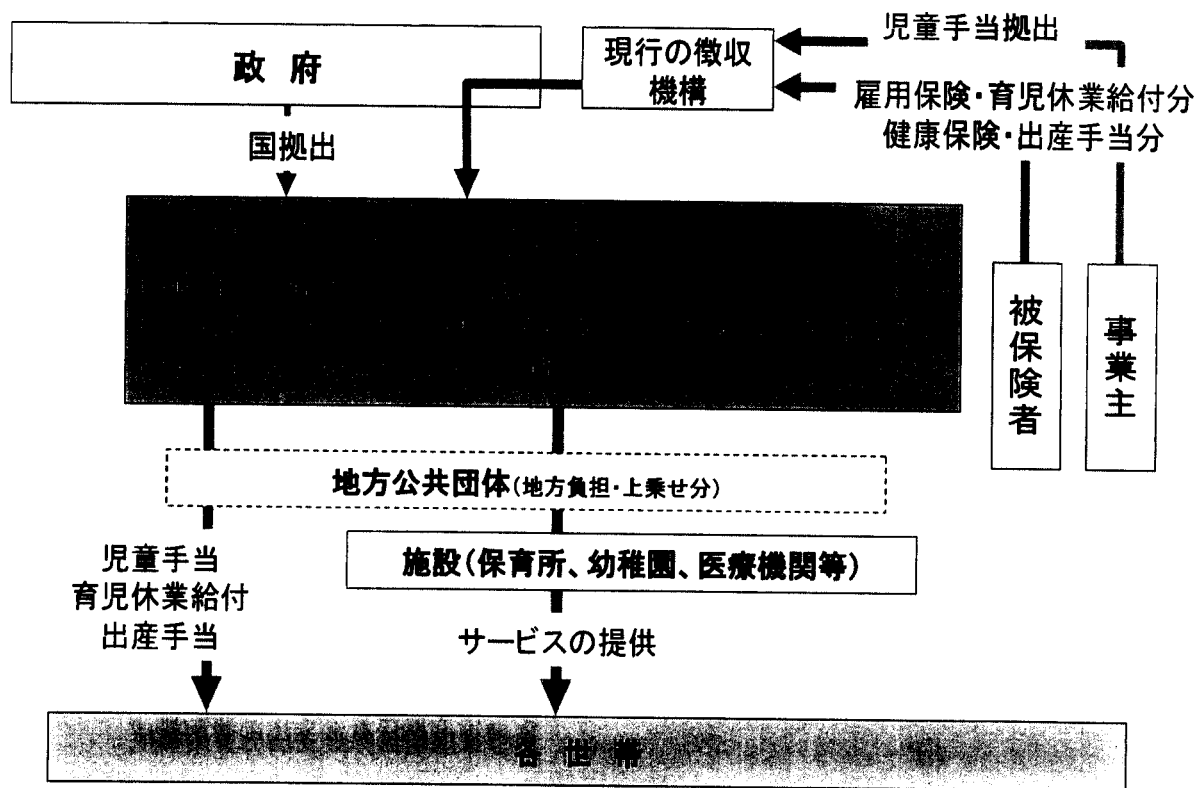 政府
現行の徴収
機構
児童手当拠出
雇用保険・育児休業給付分
健康保険・出産手当分
国拠出
被保険者
事業主
地方公共団体(地方負担・上乗せ分)
施設(保育所、幼稚園、医療機関等)
児童手当
育児休業給付
出産手当
サービスの提供
各世帯